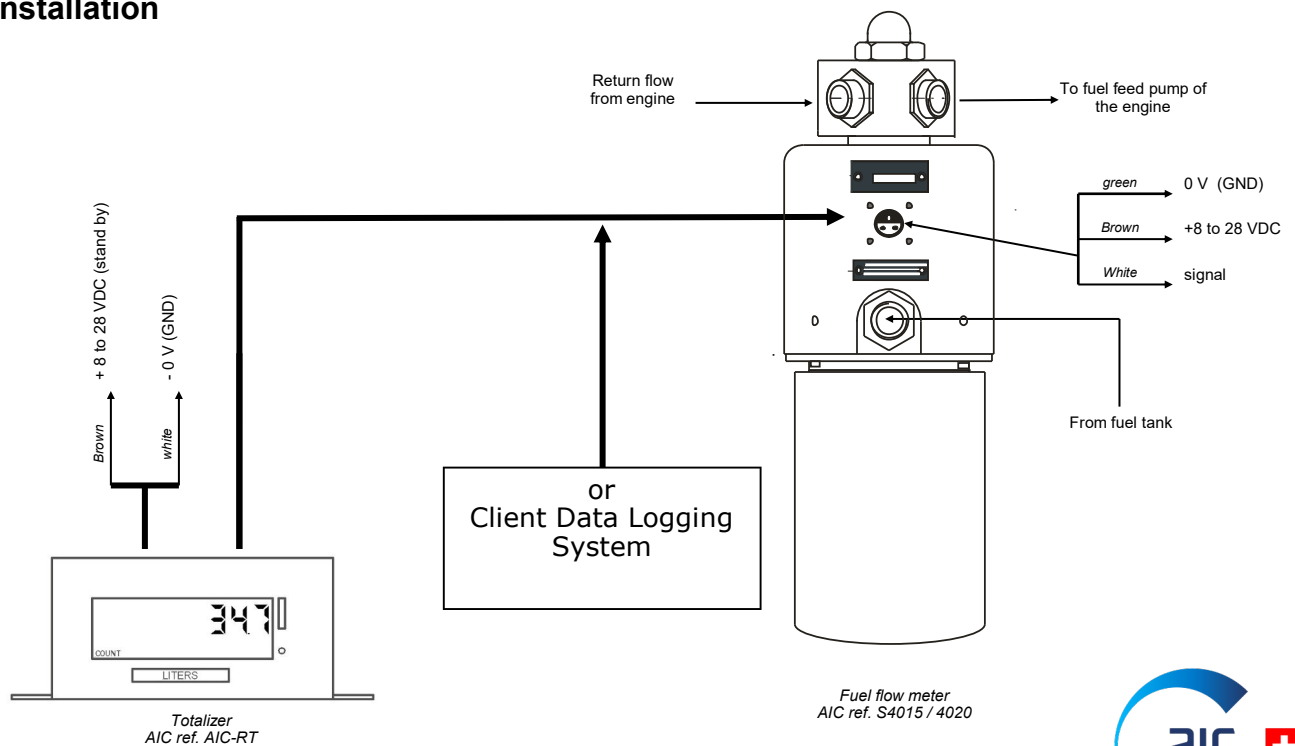 nstallation
Return flow
from engine
To fuel feed pump of
the engine
green
0 V (GND)
Brown
+8 to 28 VDC
White
signal
From fuel tank
+ 8 to 28 VDC (stand by)
- 0 V (GND)
Brown
white
or
Client Data Logging
System
34.7
COUNT
LITERS
Totalizer
AIC ref. AIC-RT
Fuel flow meter
AIC ref. S4015 / 4020
aic